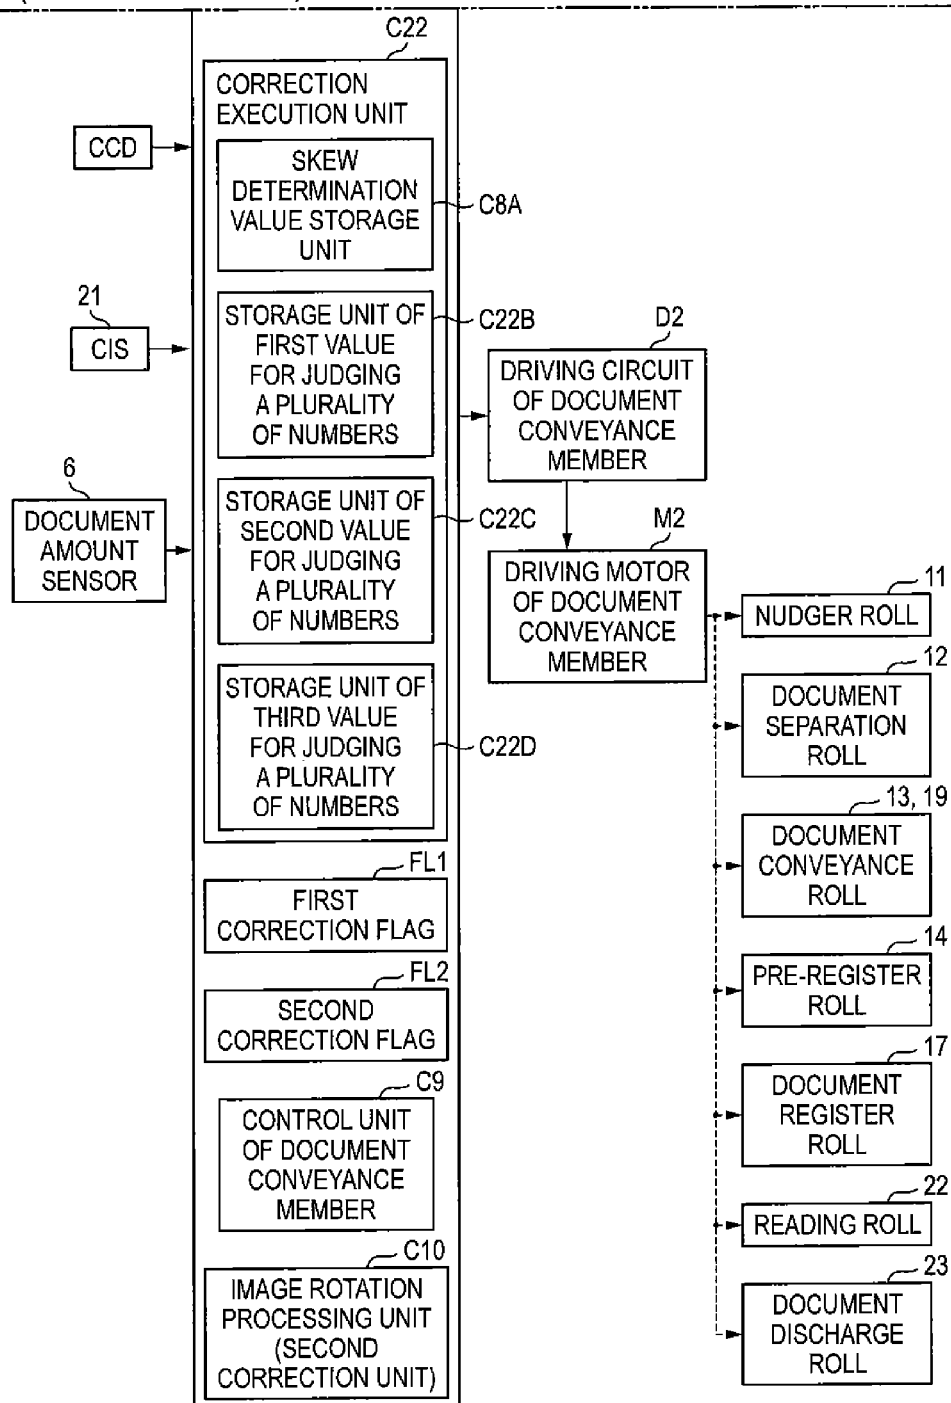 C22
CORRECTION
EXECUTION UNIT
CCD
SKEW
DETERMINATION
VALUE STORAGE
UNIT
C8A
21
CIS
STORAGE UNIT OF
FIRST VALUE
FOR JUDGING
A PLURALITY
OF NUMBERS
C22B
D2
DRIVING CIRCUIT
OF DOCUMENT
CONVEYANCE
MEMBER
6
DOCUMENT
AMOUNT
SENSOR
STORAGE UNIT OF
SECOND VALUE
FOR JUDGING
A PLURALITY
OF NUMBERS
C22C
M2
DRIVING MOTOR
OF DOCUMENT
CONVEYANCE
MEMBER
11
NUDGER ROLL
12
DOCUMENT
SEPARATION
ROLL
STORAGE UNIT OF
THIRD VALUE
FOR JUDGING
A PLURALITY
OF NUMBERS
C22D
13, 19
DOCUMENT
CONVEYANCE
ROLL
FL1
FIRST
CORRECTION FLAG
14
PRE-REGISTER
ROLL
FL2
SECOND
CORRECTION FLAG
17
DOCUMENT
REGISTER
ROLL
C9
CONTROL UNIT
OF DOCUMENT
CONVEYANCE
MEMBER
22
READING ROLL
C10
IMAGE ROTATION
PROCESSING UNIT
(SECOND
CORRECTION UNIT)
23
DOCUMENT
DISCHARGE
ROLL